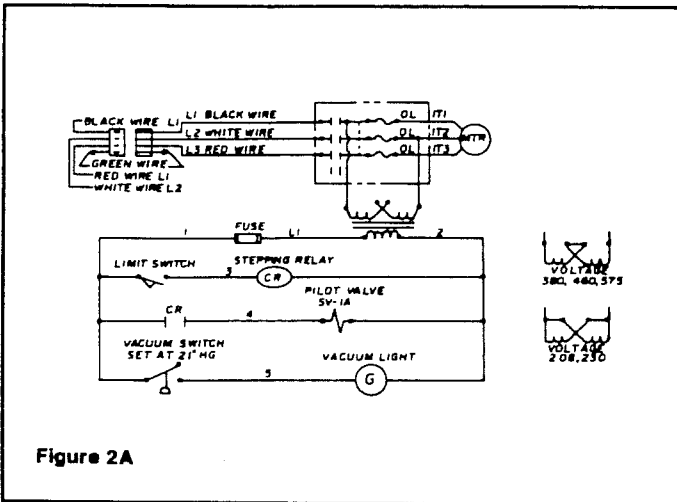 BLACK WIRE L1
L1 BLACK WIRE
OL
1T1
L2 WHITE WIRE
OL
1T2
MTR
L3 RED WIRE
OL
1T3
GREEN WIRE
RED WIRE L1
WHITE WIRE L2
1
FUSE
L1
2
LIMIT SWITCH
3
STEPPING RELAY
CR
PILOT VALVE
SV-1A
CR
4
VACUUM SWITCH
SET AT 21" HG
5
VACUUM LIGHT
G
VOLTAGE
380, 460, 575
VOLTAGE
208, 230
Figure 2A